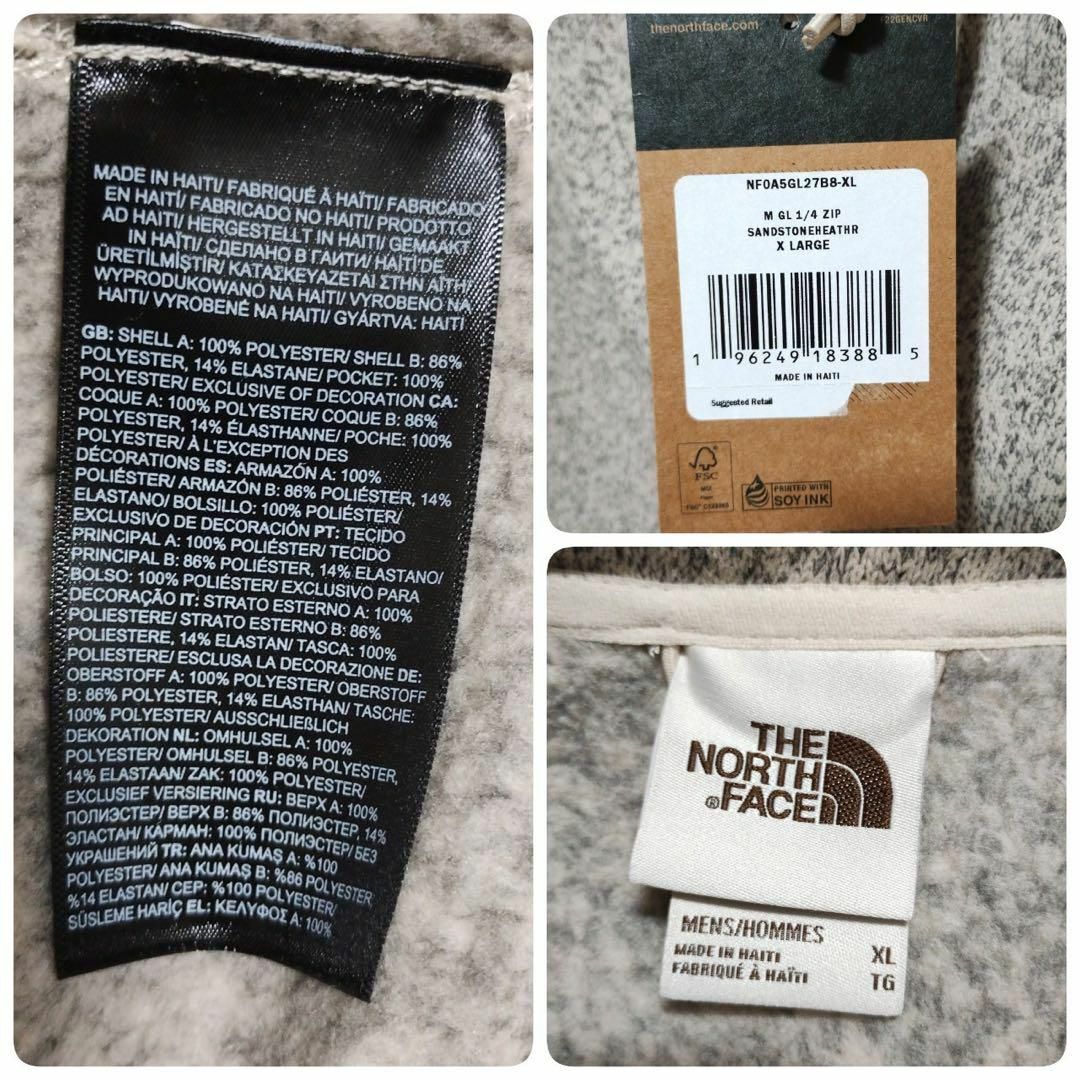 MADE IN HAITI/ FABRIQUÉ À HAÏTI/ FABRICADO
EN HAITÍ/ FABRICADO NO HAITI/ PRODOTTO
AD HAITI/ HERGESTELLT IN HAITI/ GEMAAKT
IN HAÏTI/ СДЕЛАНО В ГАИТИ/ HAİTİ'DE
ÜRETİLMİŞTİR/ ΚΑΤΑΣΚΕΥΑΖΕΤΑΙ ΣΤΗΝ ΑΪΤΗ/
WYPRODUKOWANO NA HAITI/ VYROBENO NA
HAITI/ VYROBENÉ NA HAITI/ GYÁRTVA: HAITI
GB: SHELL A: 100% POLYESTER/ SHELL B: 86%
POLYESTER, 14% ELASTANE/ POCKET: 100%
POLYESTER/ EXCLUSIVE OF DECORATION CA:
COQUE A: 100% POLYESTER/ COQUE B: 86%
POLYESTER, 14% ÉLASTHANNE/ POCHE: 100%
POLYESTER/ À L'EXCEPTION DES
DÉCORATIONS ES: ARMAZÓN A: 100%
POLIÉSTER/ ARMAZÓN B: 86% POLIÉSTER, 14%
ELASTANO/ BOLSILLO: 100% POLIÉSTER/
EXCLUSIVO DE DECORACIÓN PT: TECIDO
PRINCIPAL A: 100% POLIÉSTER/ TECIDO
PRINCIPAL B: 86% POLIÉSTER, 14% ELASTANO/
BOLSO: 100% POLIÉSTER/ EXCLUSIVO PARA
DECORAÇÃO IT: STRATO ESTERNO A: 100%
POLIESTERE/ STRATO ESTERNO B: 86%
POLIESTERE, 14% ELASTAN/ TASCA: 100%
POLIESTERE/ ESCLUSA LA DECORAZIONE DE:
OBERSTOFF A: 100% POLYESTER/ OBERSTOFF
B: 86% POLYESTER, 14% ELASTHAN/ TASCHE:
100% POLYESTER/ AUSSCHLIEẞLICH
DEKORATION NL: OMHULSEL A: 100%
POLYESTER/ OMHULSEL B: 86% POLYESTER,
14% ELASTAAN/ ZAK: 100% POLYESTER/
EXCLUSIEF VERSIERING RU: ВЕРХ A: 100%
ПОЛИЭСТЕР/ ВЕРХ B: 86% ПОЛИЭСТЕР, 14%
ЭЛАСТАН/ КАРМАН: 100% ПОЛИЭСТЕР/ БЕЗ
УКРАШЕНИЙ TR: ANA KUMAŞ A: %100
POLYESTER/ ANA KUMAŞ B: %86 POLYESTER,
%14 ELASTAN/ CEP: %100 POLYESTER/
SÜSLEME HARİÇ EL: ΚΕΛΥΦΟΣ A: 100%
thenorthface.com
22GENCVR
NF0A5GL27B8-XL
M GL 1/4 ZIP
SANDSTONEHEATHR
X LARGE
1 96249 18388 5
MADE IN HAITI
Suggested Retail
FSC
MIX
Paper
PRINTED WITH
SOY INK
THE
NORTH
®FACE
MENS/HOMMES
MADE IN HAITI XL
FABRIQUÉ À HAÏTI TG